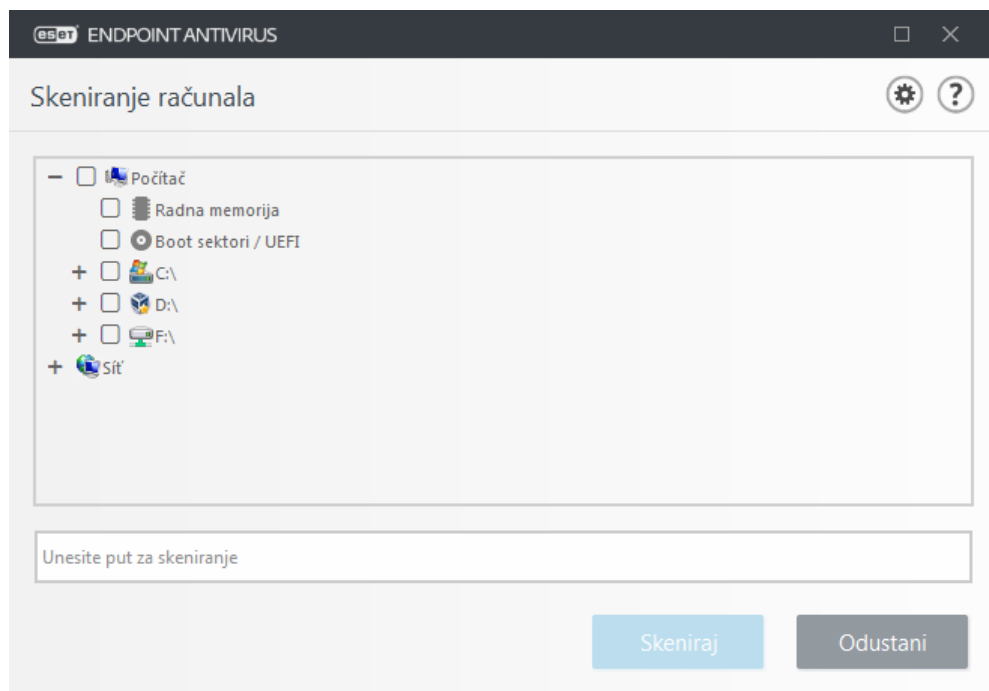 eset ENDPOINT ANTIVIRUS
Skeniranje računala
?
Počítač
Radna memorija
Boot sektori / UEFI
C:\
D:\
F:\
Síť
Unesite put za skeniranje
Skeniraj
Odustani